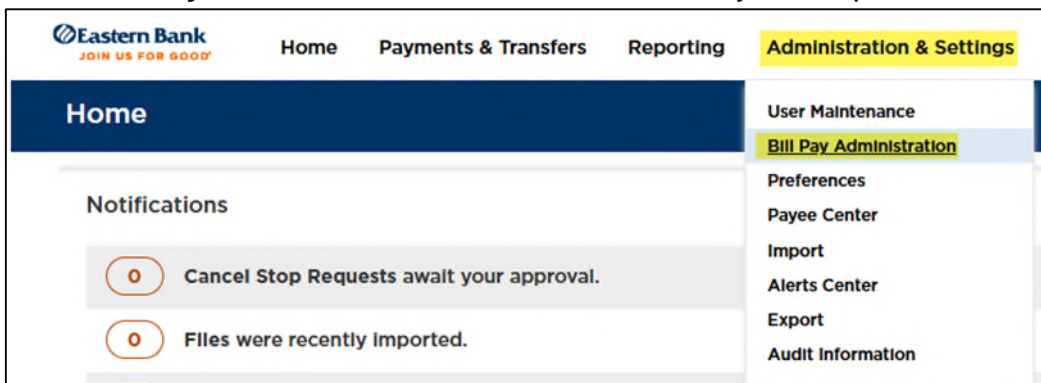 Eastern Bank
JOIN US FOR GOOD®
Home Payments & Transfers Reporting Administration & Settings
Home
User Maintenance
Bill Pay Administration
Preferences
Payee Center
Import
Alerts Center
Export
Audit Information
Notifications
0 Cancel Stop Requests await your approval.
0 Files were recently imported.